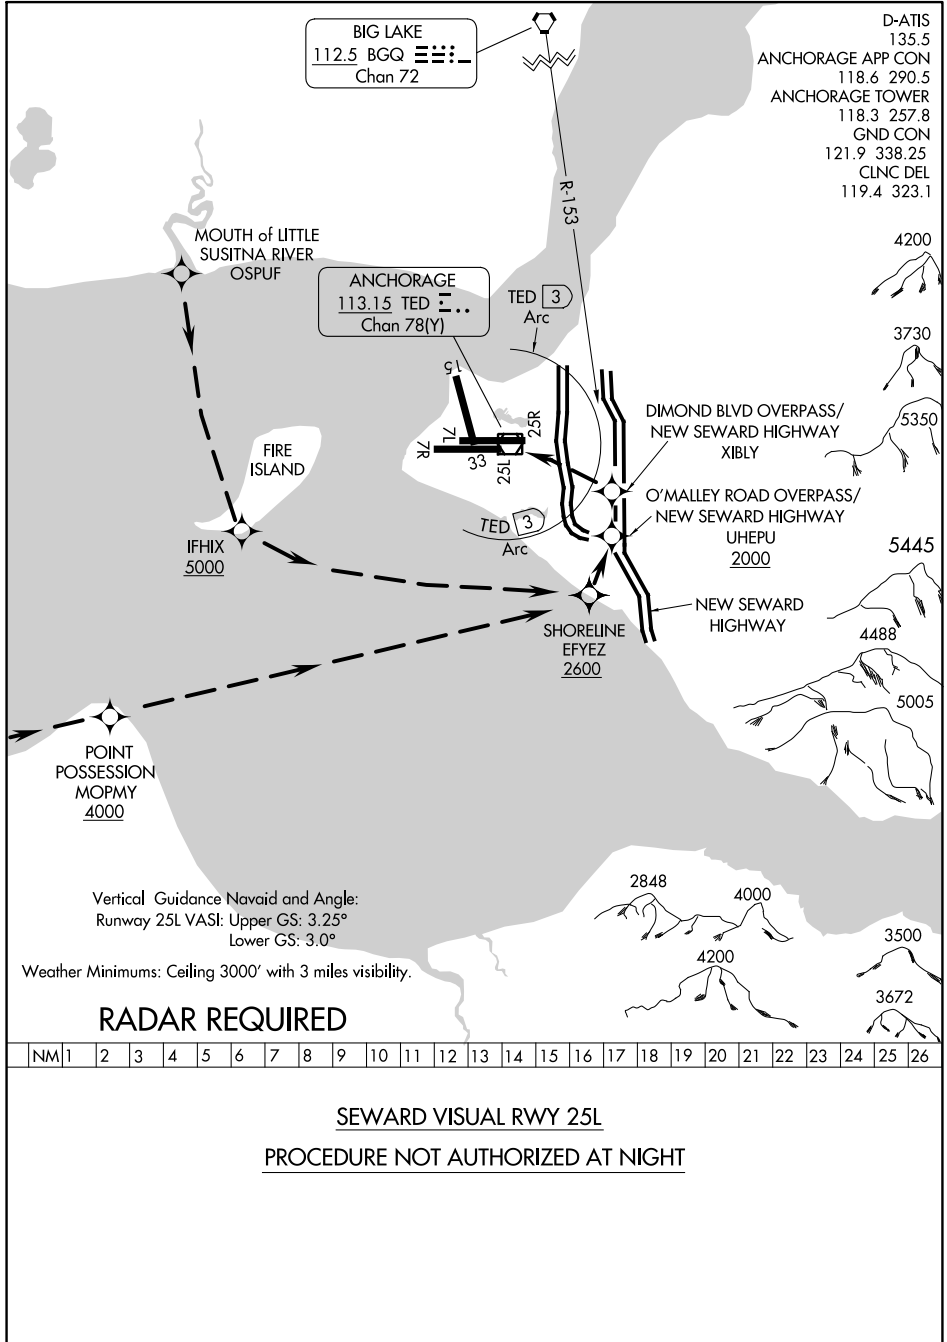 BIG LAKE
112.5 BGQ
Chan 72
D-ATIS
135.5
ANCHORAGE APP CON
118.6 290.5
ANCHORAGE TOWER
118.3 257.8
GND CON
121.9 338.25
CLNC DEL
119.4 323.1
R-153
MOUTH of LITTLE
SUSITNA RIVER
OSPUF
ANCHORAGE
113.15 TED
Chan 78(Y)
TED 3
Arc
4200
3730
5350
15
7L
7R
33
25L
25R
DIMOND BLVD OVERPASS/
NEW SEWARD HIGHWAY
XIBLY
FIRE
ISLAND
O'MALLEY ROAD OVERPASS/
NEW SEWARD HIGHWAY
UHEPU
2000
TED 3
Arc
IFHIX
5000
5445
NEW SEWARD
HIGHWAY
SHORELINE
EFYEZ
2600
4488
5005
POINT
POSSESSION
MOPMY
4000
Vertical Guidance Navaid and Angle:
Runway 25L VASI: Upper GS: 3.25°
Lower GS: 3.0°
Weather Minimums: Ceiling 3000' with 3 miles visibility.
2848
4000
4200
3500
3672
RADAR REQUIRED
NM 1 2 3 4 5 6 7 8 9 10 11 12 13 14 15 16 17 18 19 20 21 22 23 24 25 26
SEWARD VISUAL RWY 25L
PROCEDURE NOT AUTHORIZED AT NIGHT